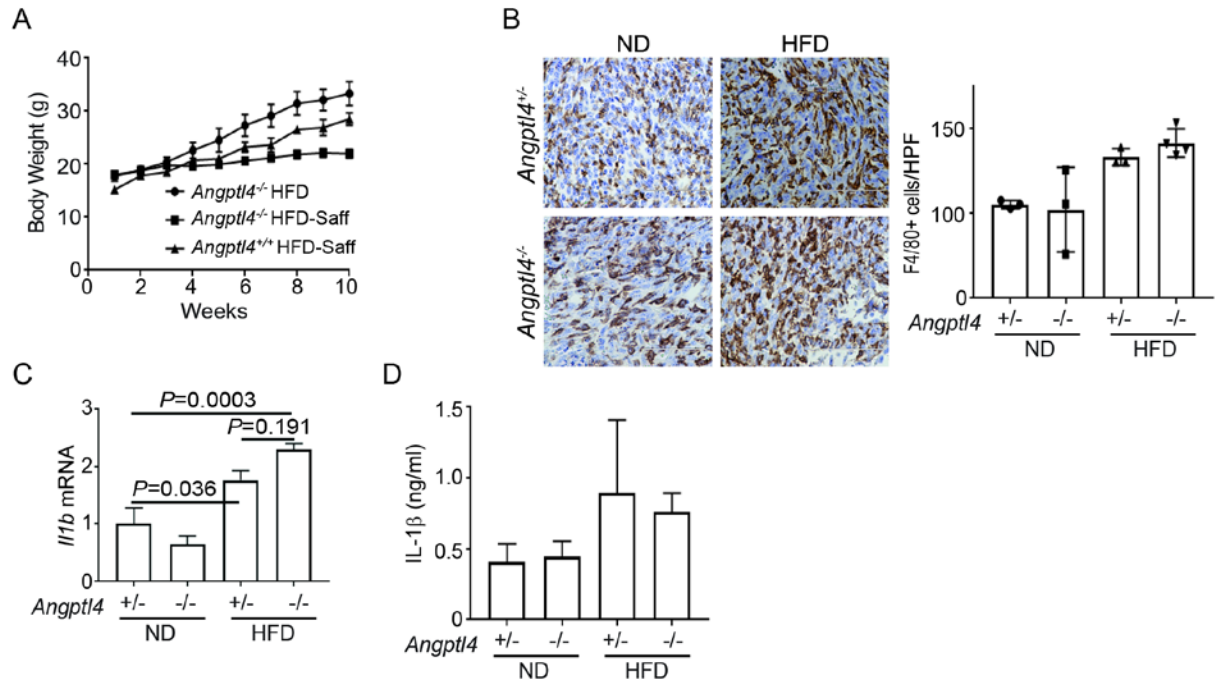 A
Body Weight (g)
40
30
20
10
0
Angptl4-/- HFD
Angptl4-/- HFD-Saff
Angptl4+/+ HFD-Saff
0 2 4 6 8 10
Weeks
B
ND HFD
Angptl4+/-
Angptl4-/-
F4/80+ cells/HPF
150
100
0
Angptl4 +/- -/- +/- -/-
ND HFD
C
Il1b mRNA
3
2
1
0
P=0.0003
P=0.191
P=0.036
Angptl4 +/- -/- +/- -/-
ND HFD
D
IL-1β (ng/ml)
1.5
1.0
0.5
0
Angptl4 +/- -/- +/- -/-
ND HFD